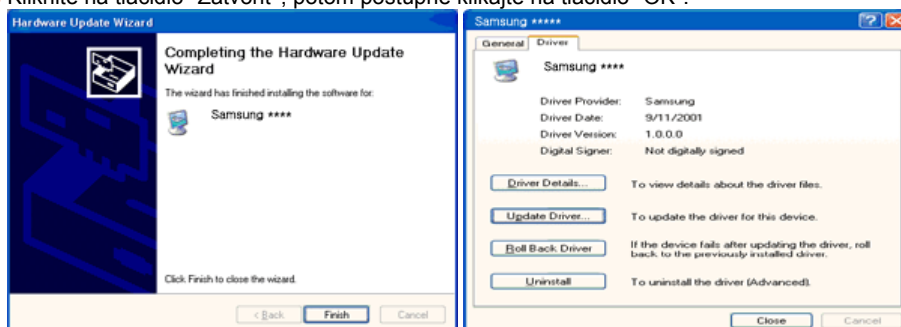 Kliknite na tlačidlo "Zatvoriť", potom postupne klikajte na tlačidlo "OK".
Hardware Update Wizard
Completing the Hardware Update
Wizard
The wizard has finished installing the software for:
Samsung ****
Click Finish to close the wizard.
< Back
Finish
Cancel
Samsung *****
General
Driver
Samsung ****
Driver Provider: Samsung
Driver Date: 9/11/2001
Driver Version: 1.0.0.0
Digital Signer: Not digitally signed
Driver Details... To view details about the driver files.
Update Driver... To update the driver for this device.
Roll Back Driver If the device fails after updating the driver, roll
back to the previously installed driver.
Uninstall To uninstall the driver (Advanced).
Close
Cancel